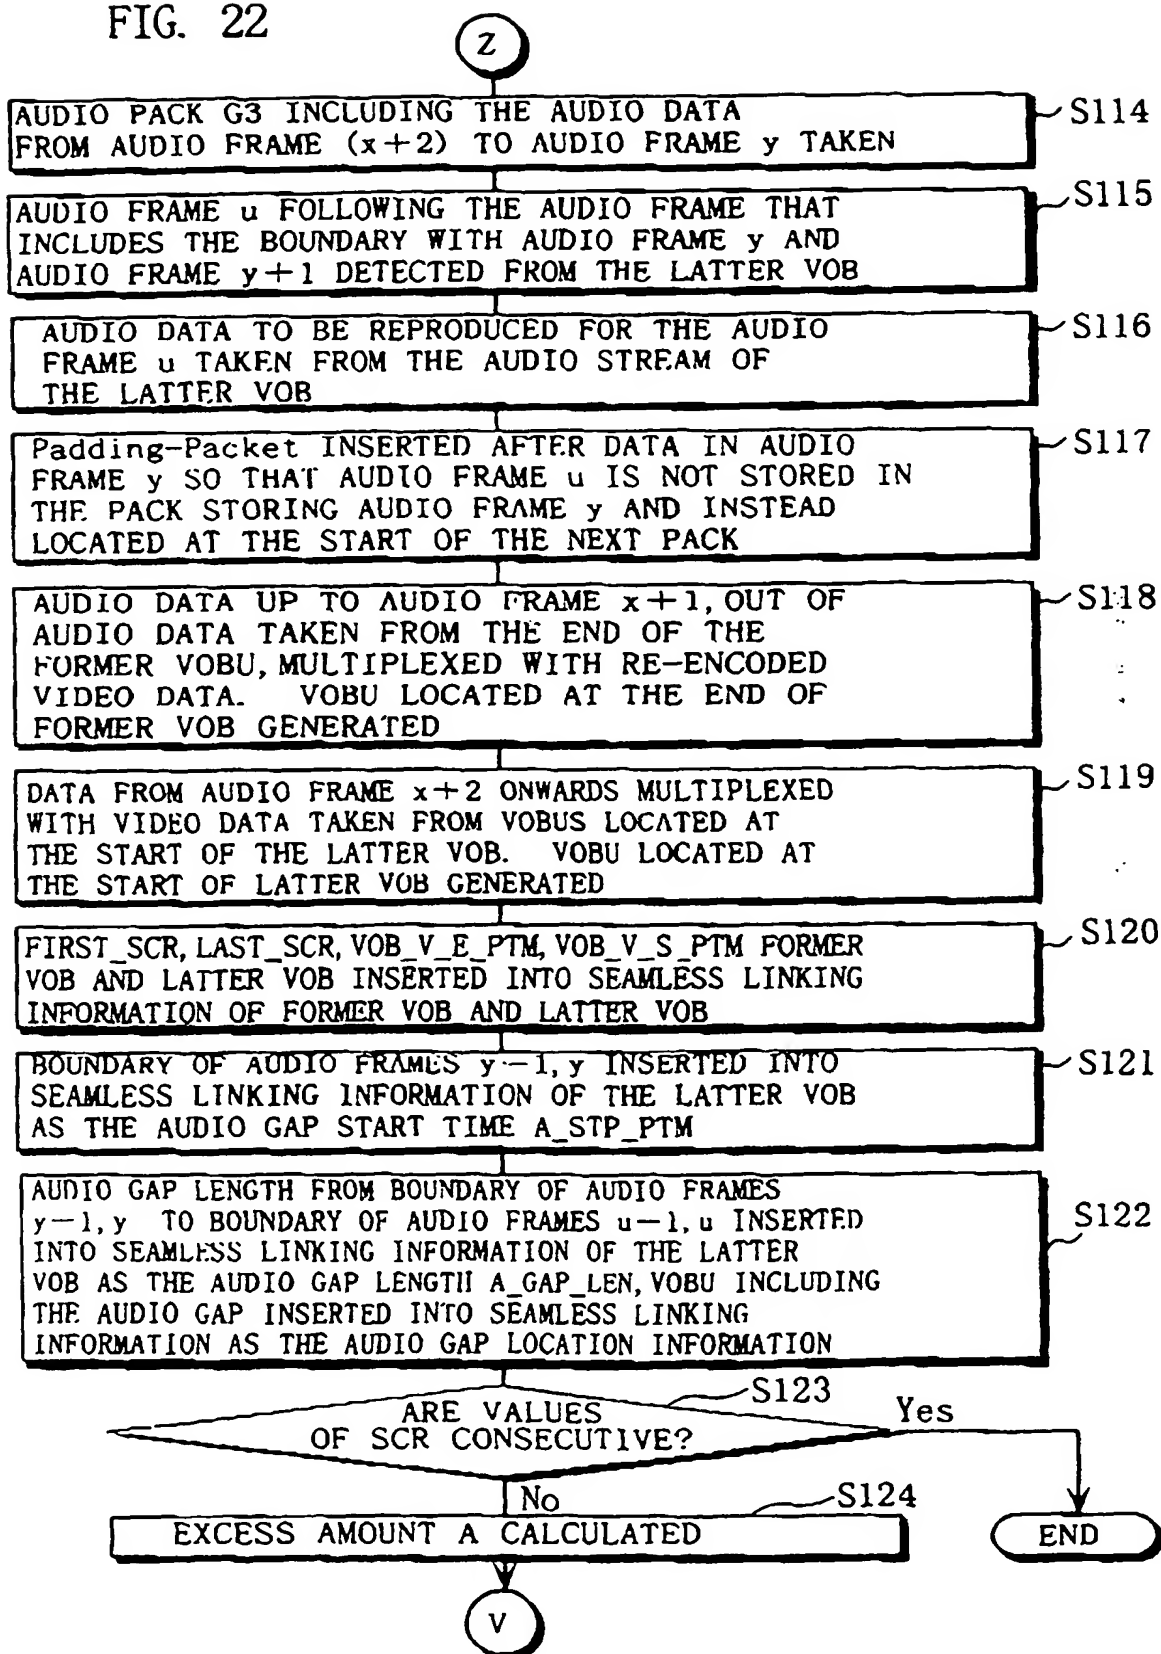 FIG. 22
Z
AUDIO PACK G3 INCLUDING THE AUDIO DATA
FROM AUDIO FRAME (x+2) TO AUDIO FRAME y TAKEN
S114
AUDIO FRAME u FOLLOWING THE AUDIO FRAME THAT
INCLUDES THE BOUNDARY WITH AUDIO FRAME y AND
AUDIO FRAME y+1 DETECTED FROM THE LATTER VOB
S115
AUDIO DATA TO BE REPRODUCED FOR THE AUDIO
FRAME u TAKEN FROM THE AUDIO STREAM OF
THE LATTER VOB
S116
Padding-Packet INSERTED AFTER DATA IN AUDIO
FRAME y SO THAT AUDIO FRAME u IS NOT STORED IN
THE PACK STORING AUDIO FRAME y AND INSTEAD
LOCATED AT THE START OF THE NEXT PACK
S117
AUDIO DATA UP TO AUDIO FRAME x+1, OUT OF
AUDIO DATA TAKEN FROM THE END OF THE
FORMER VOBU, MULTIPLEXED WITH RE-ENCODED
VIDEO DATA. VOBU LOCATED AT THE END OF
FORMER VOB GENERATED
S118
DATA FROM AUDIO FRAME x+2 ONWARDS MULTIPLEXED
WITH VIDEO DATA TAKEN FROM VOBUS LOCATED AT
THE START OF THE LATTER VOB. VOBU LOCATED AT
THE START OF LATTER VOB GENERATED
S119
FIRST_SCR, LAST_SCR, VOB_V_E_PTM, VOB_V_S_PTM FORMER
VOB AND LATTER VOB INSERTED INTO SEAMLESS LINKING
INFORMATION OF FORMER VOB AND LATTER VOB
S120
BOUNDARY OF AUDIO FRAMES y-1, y INSERTED INTO
SEAMLESS LINKING INFORMATION OF THE LATTER VOB
AS THE AUDIO GAP START TIME A_STP_PTM
S121
AUDIO GAP LENGTH FROM BOUNDARY OF AUDIO FRAMES
y-1, y TO BOUNDARY OF AUDIO FRAMES u-1, u INSERTED
INTO SEAMLESS LINKING INFORMATION OF THE LATTER
VOB AS THE AUDIO GAP LENGTH A_GAP_LEN, VOBU INCLUDING
THE AUDIO GAP INSERTED INTO SEAMLESS LINKING
INFORMATION AS THE AUDIO GAP LOCATION INFORMATION
S122
S123
ARE VALUES
OF SCR CONSECUTIVE?
Yes
No
S124
EXCESS AMOUNT A CALCULATED
END
V